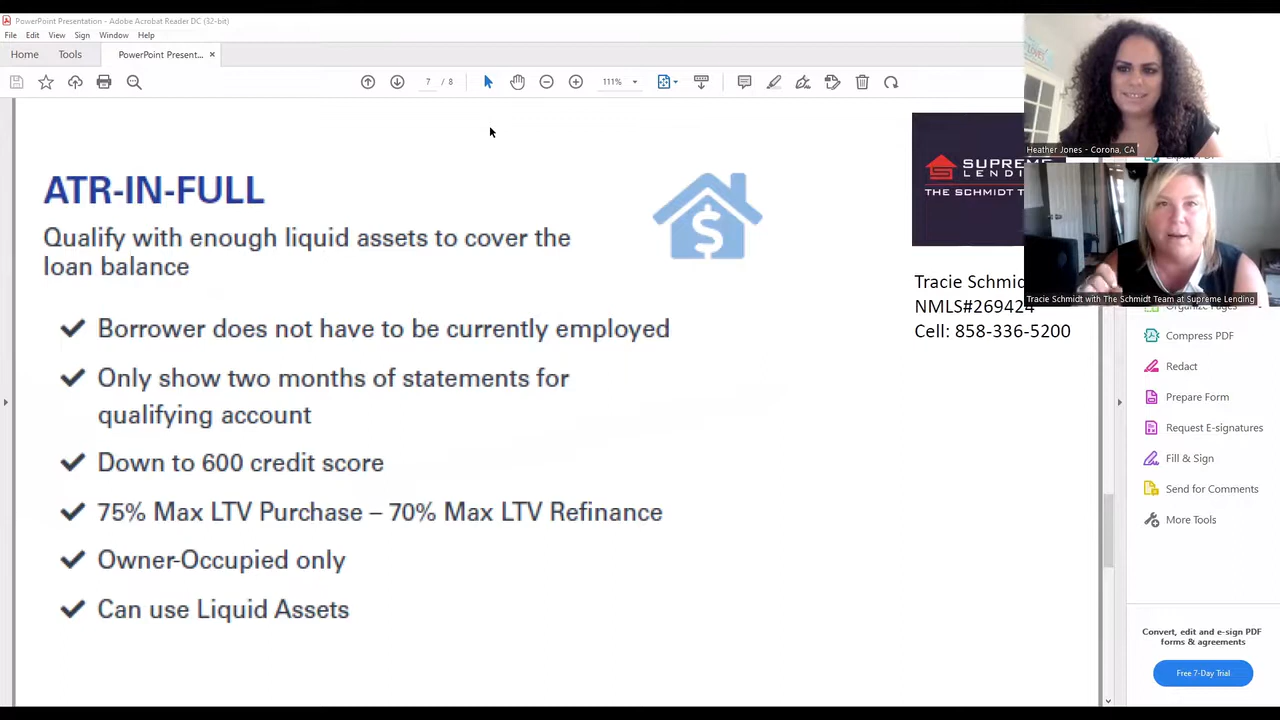 PowerPoint Presentation - Adobe Acrobat Reader DC (32-bit)
File Edit View Sign Window Help
Home Tools PowerPoint Present... ×
7 / 8 111%
ATR-IN-FULL
Qualify with enough liquid assets to cover the
loan balance
✔ Borrower does not have to be currently employed
✔ Only show two months of statements for
qualifying account
✔ Down to 600 credit score
✔ 75% Max LTV Purchase – 70% Max LTV Refinance
✔ Owner-Occupied only
✔ Can use Liquid Assets
SUPREME
LENDI
THE SCHMIDT T
Tracie Schmid
NMLS#269424
Cell: 858-336-5200
Heather Jones - Corona, CA
Tracie Schmidt with The Schmidt Team at Supreme Lending
Compress PDF
Redact
Prepare Form
Request E-signatures
Fill & Sign
Send for Comments
More Tools
Convert, edit and e-sign PDF
forms & agreements
Free 7-Day Trial